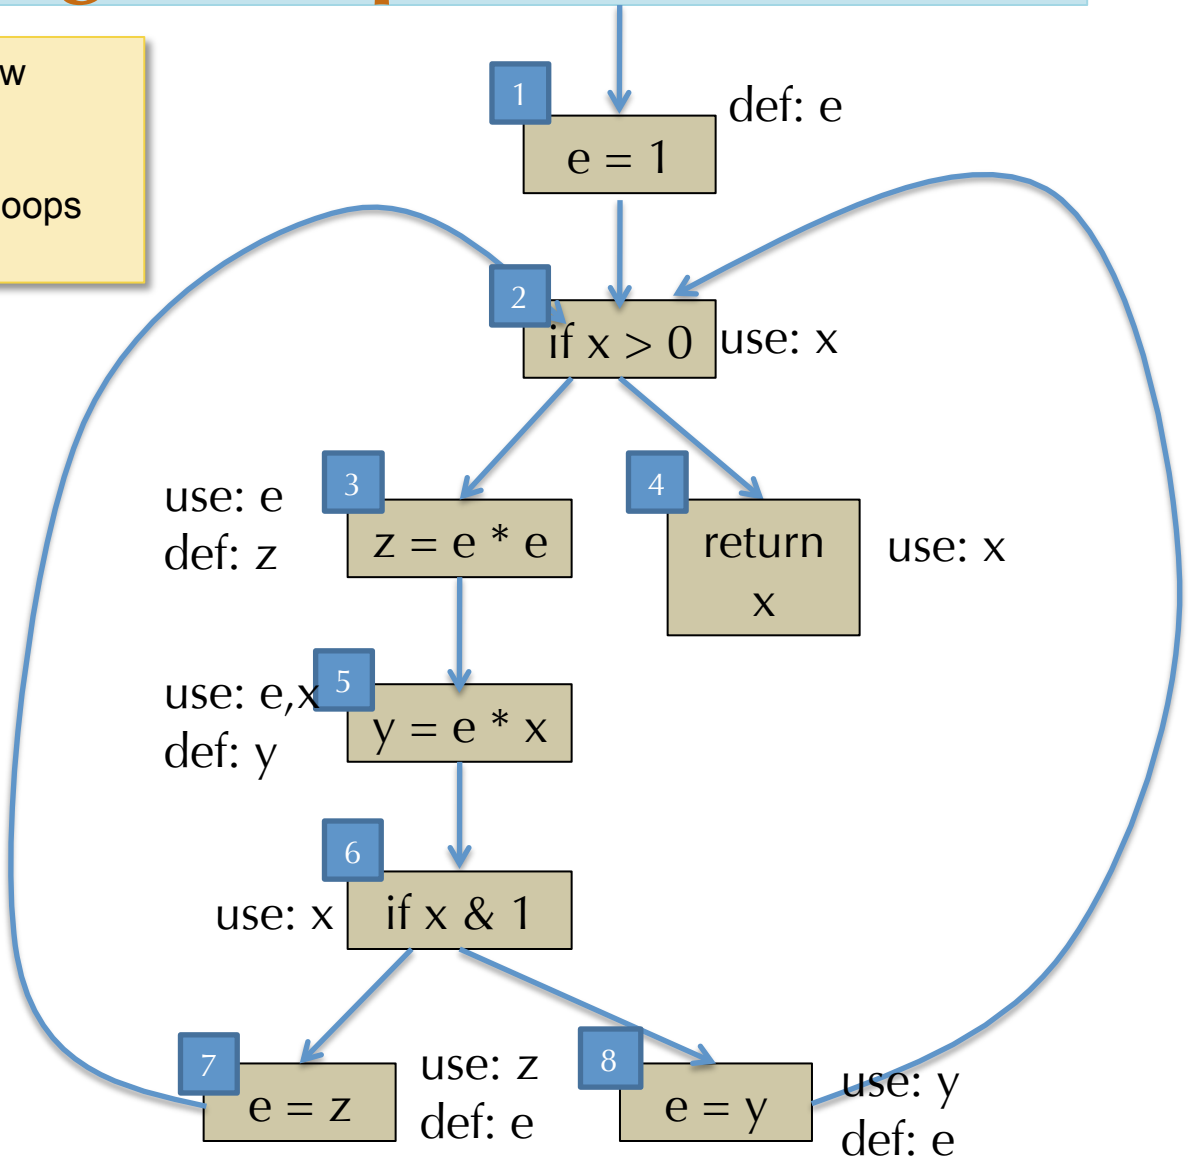 w
oops
1
def: e
e = 1
2
if x > 0
use: x
use: e
def: z
3
z = e * e
4
return
x
use: x
use: e,x
def: y
5
y = e * x
6
use: x
if x & 1
7
e = z
use: z
def: e
8
e = y
use: y
def: e